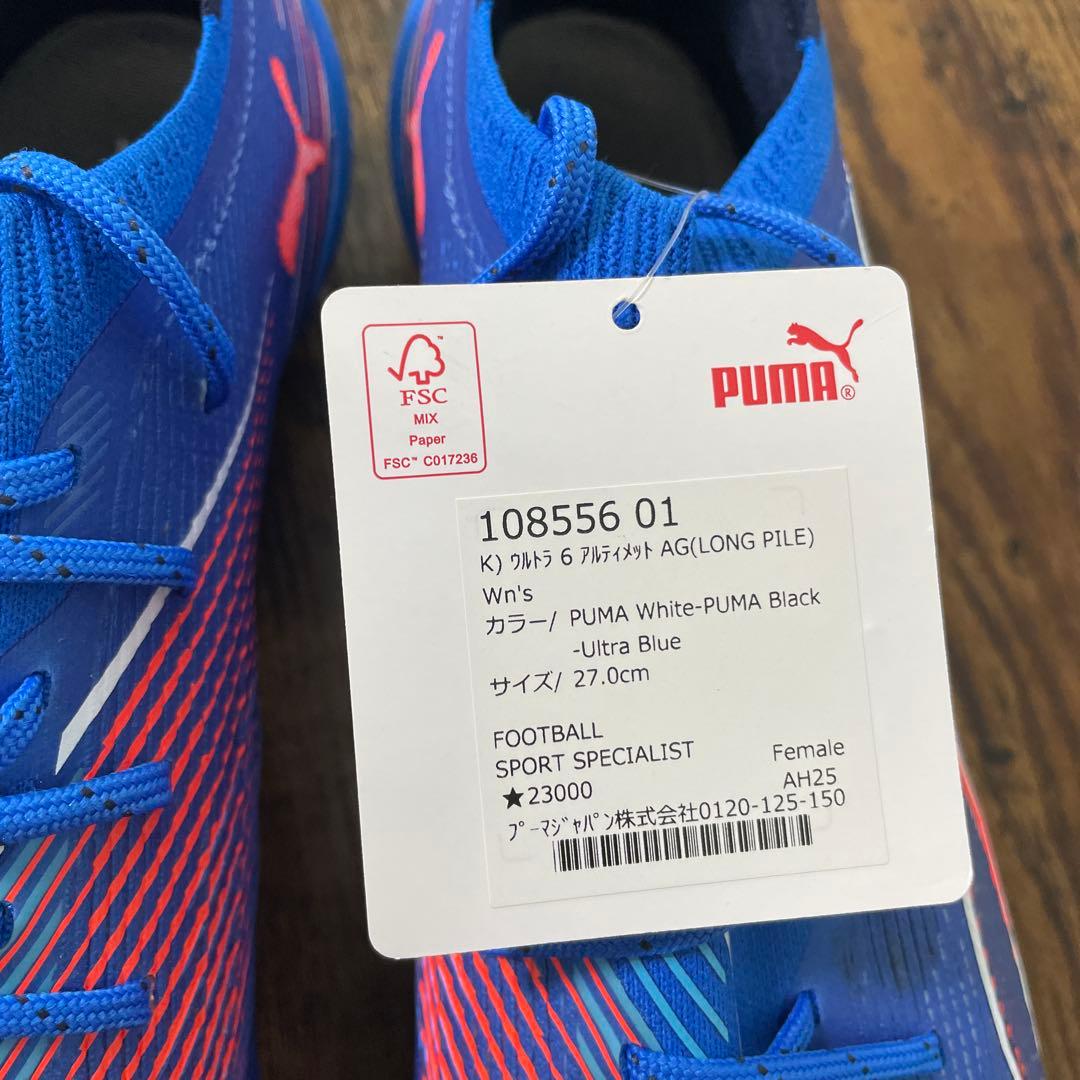 FSC
MIX
Paper
FSC™ C017236
PUMA®
108556 01
K) ｳﾙﾄﾗ 6 ｱﾙﾃｨﾒｯﾄ AG(LONG PILE)
Wn's
カラー/ PUMA White-PUMA Black
-Ultra Blue
サイズ/ 27.0cm
FOOTBALL
SPORT SPECIALIST Female
★23000 AH25
ﾌﾟｰﾏｼﾞｬﾊﾟﾝ株式会社0120-125-150